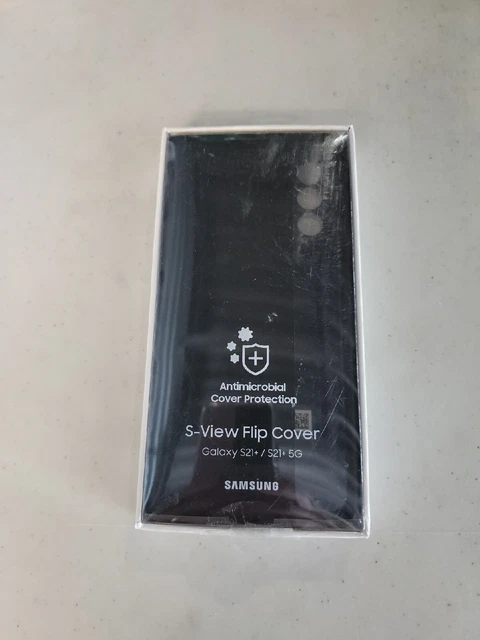 Antimicrobial
Cover Protection
S-View Flip Cover
Galaxy S21+ / S21+ 5G
SAMSUNG